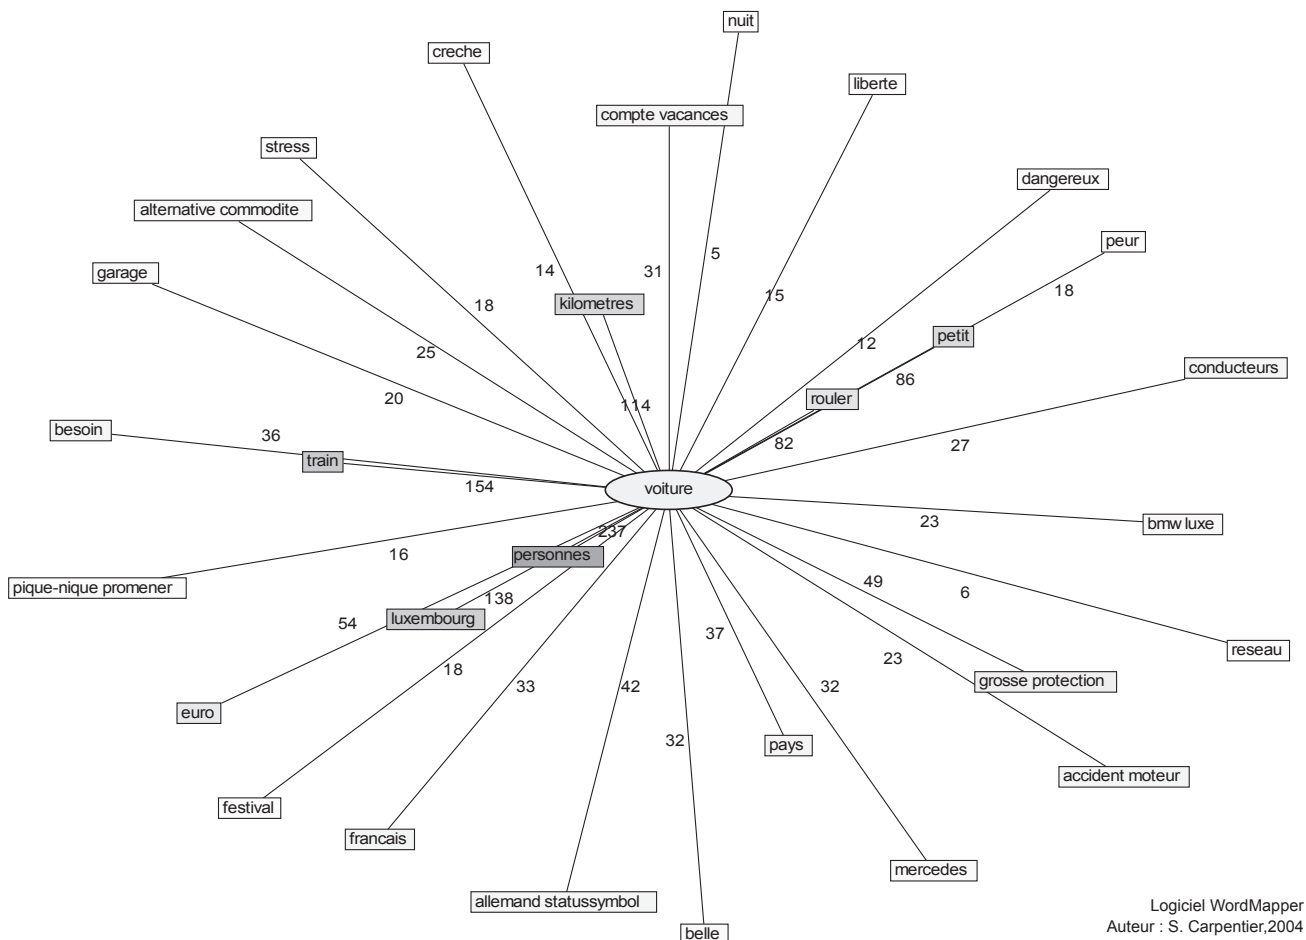 nuit
creche
liberte
compte vacances
stress
dangereux
alternative commodite
peur
garage
14
31
5
18
15
kilometres
18
12
petit
25
86
conducteurs
20
rouler
114
besoin
36
82
27
train
154
voiture
23
bmw luxe
237
16
personnes
pique-nique promener
138
49
6
54
luxembourg
37
reseau
18
33
42
32
23
grosse protection
euro
32
pays
accident moteur
festival
francais
mercedes
allemand statussymbol
belle
Logiciel WordMapper
Auteur : S. Carpentier,2004